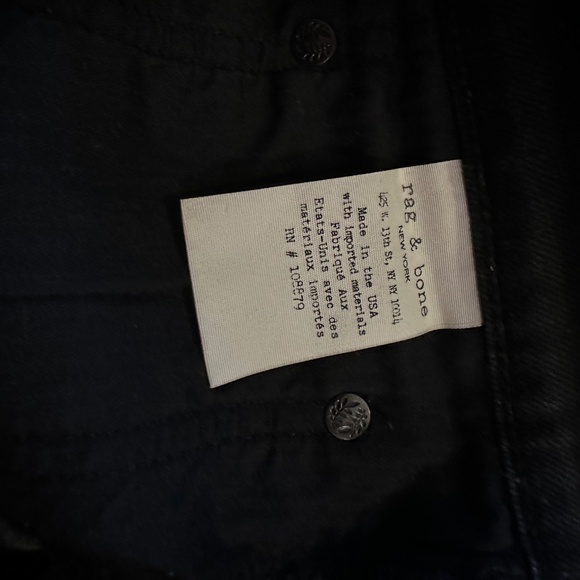 rag & bone
NEW YORK
425 W. 13th St, NY NY 10014
Made in the USA
with imported materials
Fabriqué Aux
Etats-Unis avec des
matériaux importés
RN # 108879